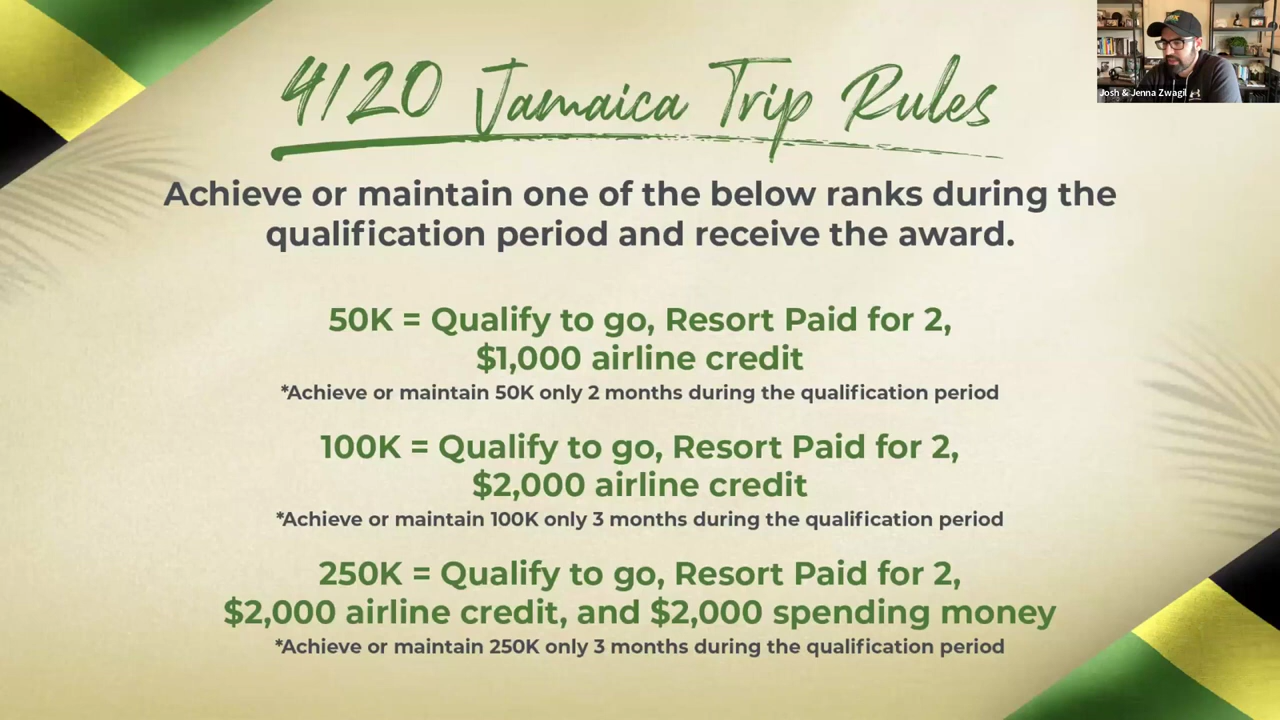 4/20 Jamaica Trip Rules
Josh & Jenna Zwagil
Achieve or maintain one of the below ranks during the
qualification period and receive the award.
50K = Qualify to go, Resort Paid for 2,
$1,000 airline credit
*Achieve or maintain 50K only 2 months during the qualification period
100K = Qualify to go, Resort Paid for 2,
$2,000 airline credit
*Achieve or maintain 100K only 3 months during the qualification period
250K = Qualify to go, Resort Paid for 2,
$2,000 airline credit, and $2,000 spending money
*Achieve or maintain 250K only 3 months during the qualification period